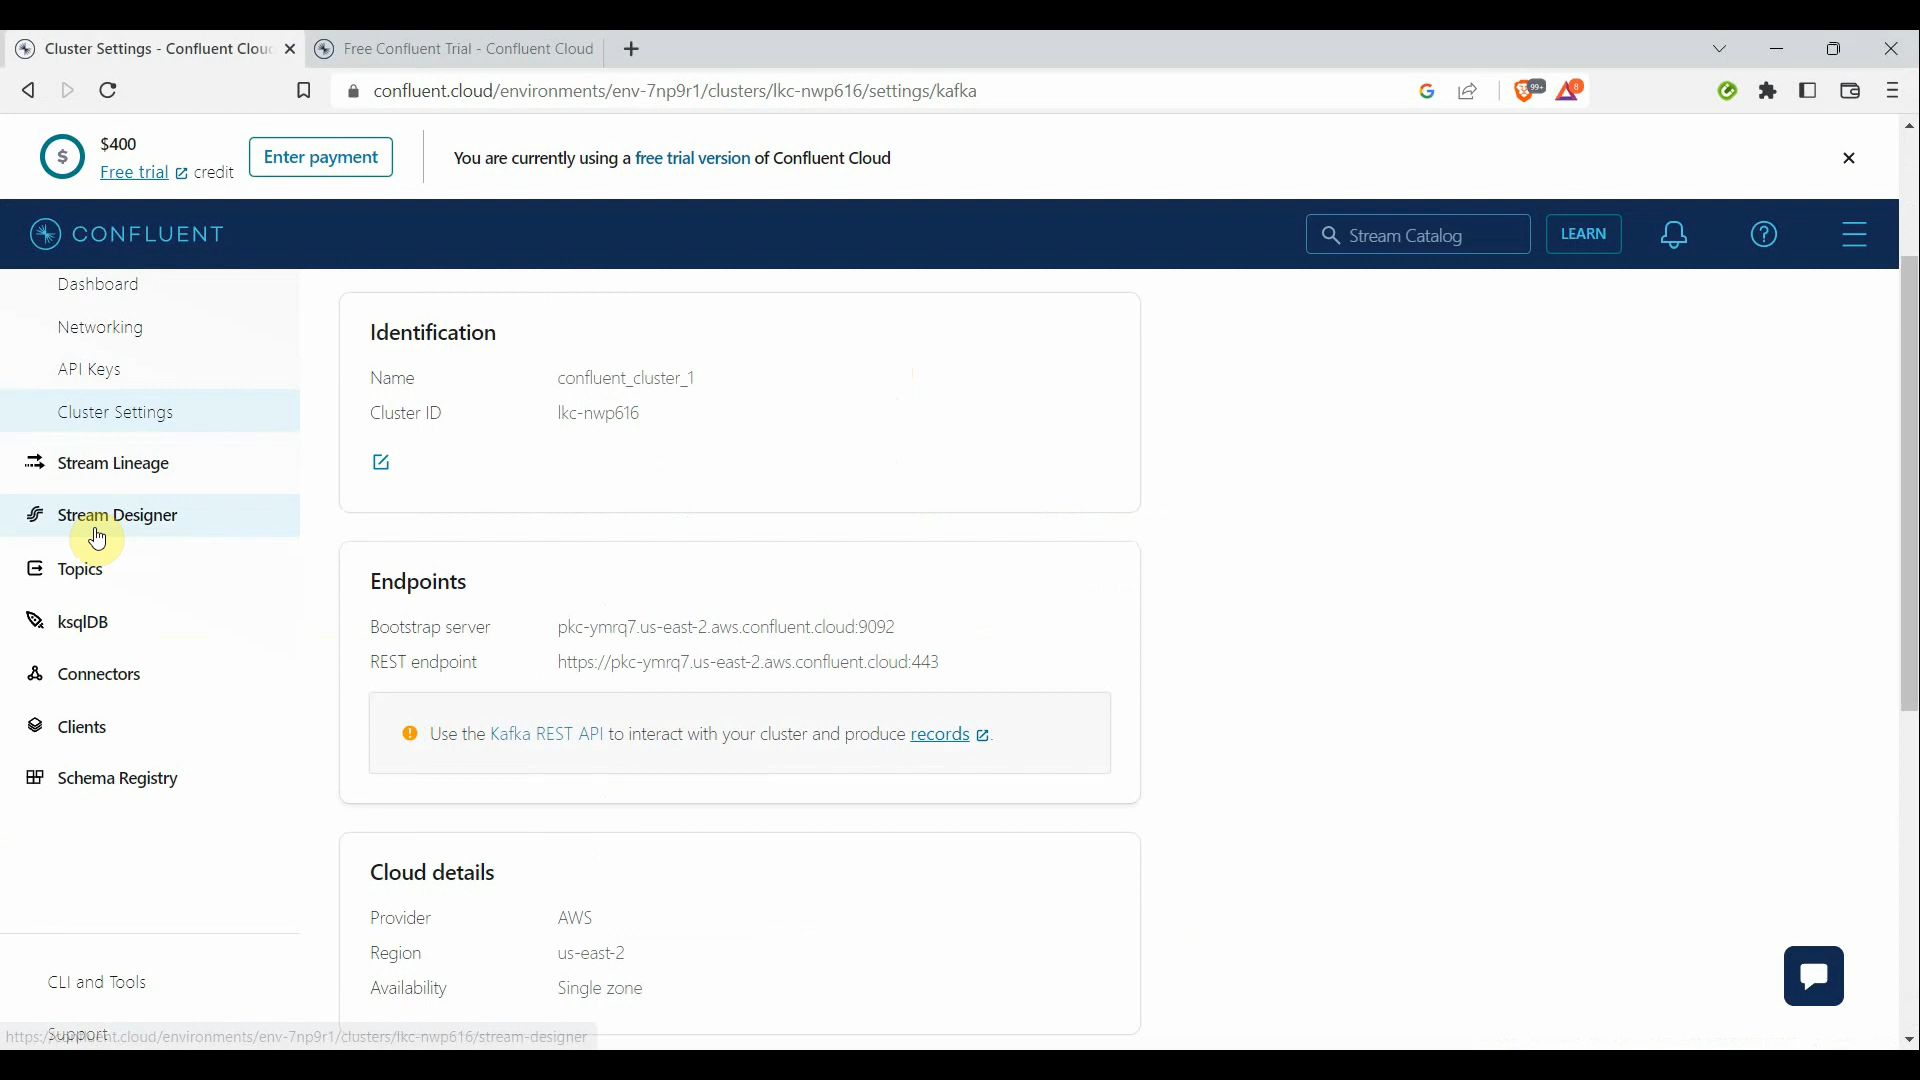 Cluster Settings - Confluent Clou
Free Confluent Trial - Confluent Cloud
confluent.cloud/environments/env-7np9r1/clusters/lkc-nwp616/settings/kafka
99+
8
$
$400
Free trial credit
Enter payment
You are currently using a free trial version of Confluent Cloud
CONFLUENT
Stream Catalog
LEARN
Dashboard
Networking
API Keys
Cluster Settings
Stream Lineage
Stream Designer
Topics
ksqlDB
Connectors
Clients
Schema Registry
CLI and Tools
Support
https://confluent.cloud/environments/env-7np9r1/clusters/lkc-nwp616/stream-designer
Identification
Name confluent_cluster_1
Cluster ID lkc-nwp616
Endpoints
Bootstrap server pkc-ymrq7.us-east-2.aws.confluent.cloud:9092
REST endpoint https://pkc-ymrq7.us-east-2.aws.confluent.cloud:443
Use the Kafka REST API to interact with your cluster and produce records.
Cloud details
Provider AWS
Region us-east-2
Availability Single zone